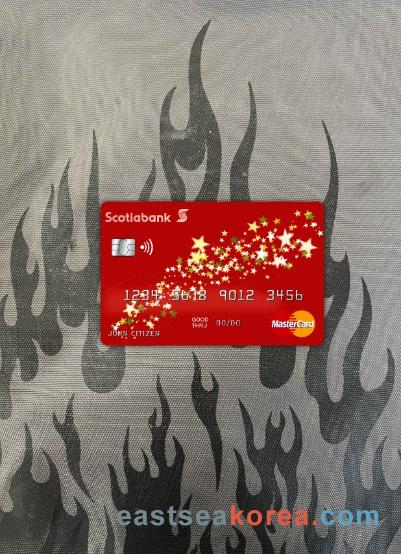 Scotiabank
1234 5678 9012 3456
GOOD
THRU 00/00
JOHN CITIZEN
MasterCard
eastseakorea.com